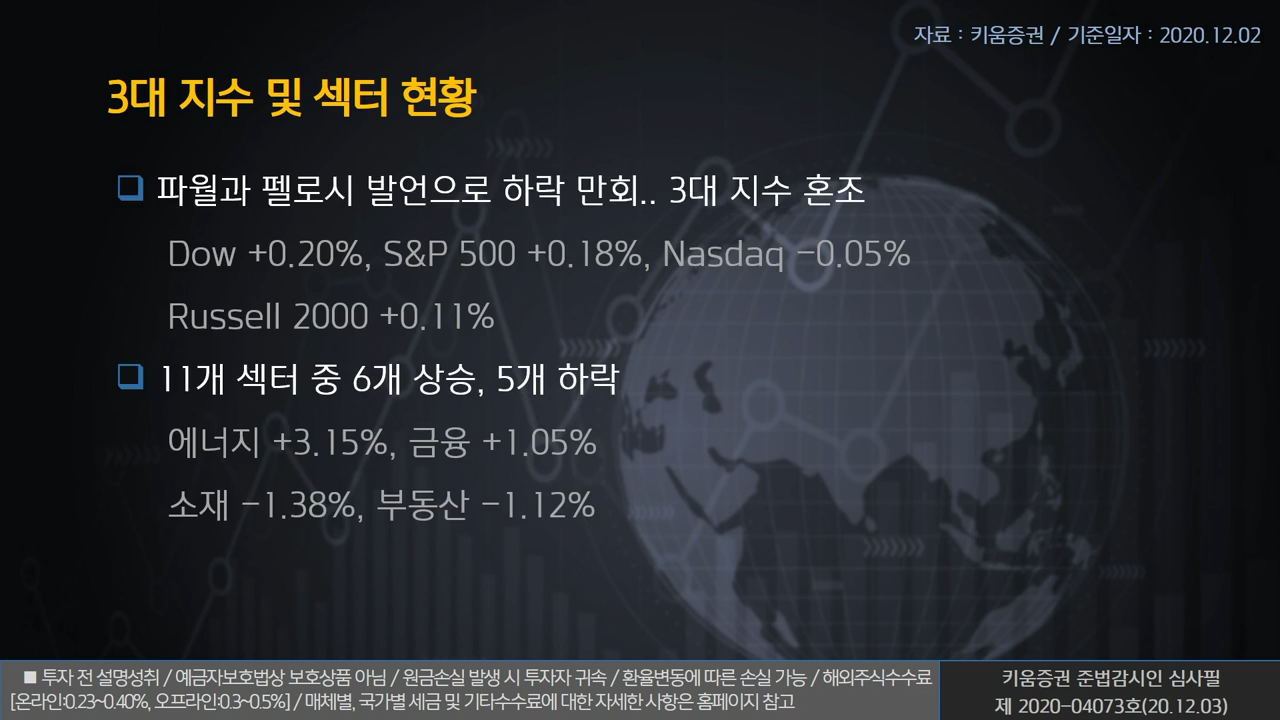 자료 : 키움증권 / 기준일자 : 2020.12.02
3대 지수 및 섹터 현황
❑ 파월과 펠로시 발언으로 하락 만회.. 3대 지수 혼조
Dow +0.20%, S&P 500 +0.18%, Nasdaq -0.05%
Russell 2000 +0.11%
❑ 11개 섹터 중 6개 상승, 5개 하락
에너지 +3.15%, 금융 +1.05%
소재 -1.38%, 부동산 -1.12%
■ 투자 전 설명성취 / 예금자보호법상 보호상품 아님 / 원금손실 발생 시 투자자 귀속 / 환율변동에 따른 손실 가능 / 해외주식수수료
[온라인:0.23~0.40%, 오프라인:0.3~0.5%] / 매체별, 국가별 세금 및 기타수수료에 대한 자세한 사항은 홈페이지 참고
키움증권 준법감시인 심사필
제 2020-04073호(20.12.03)